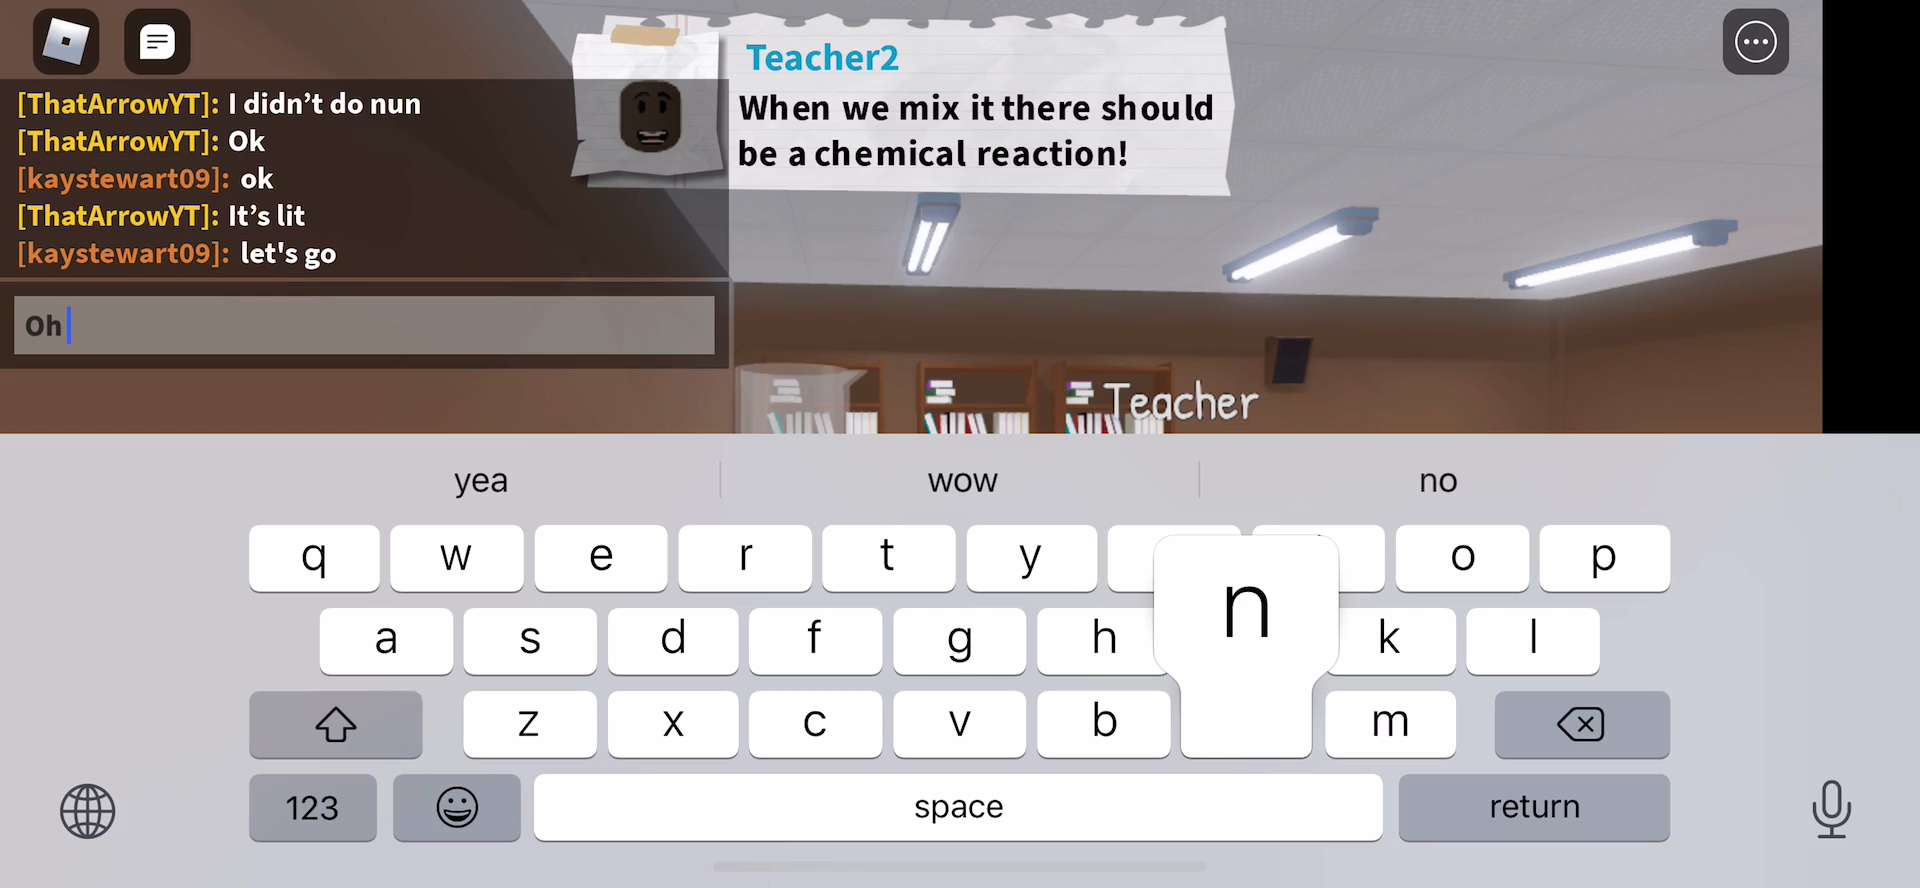 Teacher2
When we mix it there should
be a chemical reaction!
[ThatArrowYT]: I didn’t do nun
[ThatArrowYT]: Ok
[kaystewart09]: ok
[ThatArrowYT]: It’s lit
[kaystewart09]: let's go
Oh
Teacher
yea wow no
q w e r t y o p
a s d f g h k l
n
z x c v b m
123 space return